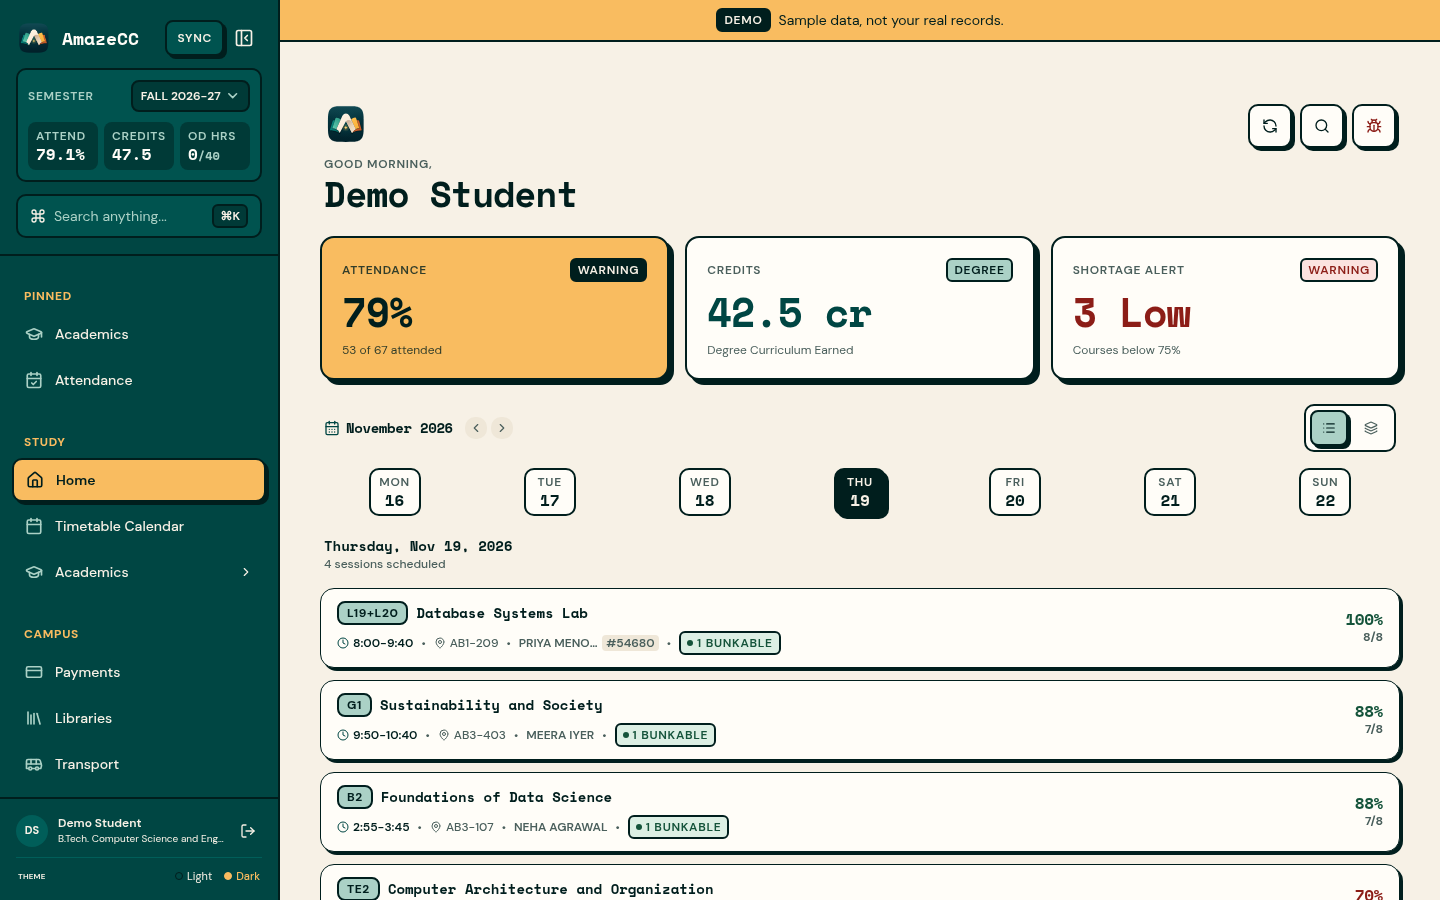 AmazeCC
SYNC
SEMESTER
FALL 2026-27
ATTEND
79.1%
CREDITS
47.5
OD HRS
0/40
Search anything...
⌘K
PINNED
Academics
Attendance
STUDY
Home
Timetable Calendar
Academics
CAMPUS
Payments
Libraries
Transport
DS
Demo Student
B.Tech. Computer Science and Eng...
THEME
Light
Dark
DEMO Sample data, not your real records.
GOOD MORNING,
Demo Student
ATTENDANCE
WARNING
79%
53 of 67 attended
CREDITS
DEGREE
42.5 cr
Degree Curriculum Earned
SHORTAGE ALERT
WARNING
3 Low
Courses below 75%
November 2026
MON
16
TUE
17
WED
18
THU
19
FRI
20
SAT
21
SUN
22
Thursday, Nov 19, 2026
4 sessions scheduled
L19+L20 Database Systems Lab
8:00-9:40 • AB1-209 • PRIYA MENO... #54680 • 1 BUNKABLE
100%
8/8
G1 Sustainability and Society
9:50-10:40 • AB3-403 • MEERA IYER • 1 BUNKABLE
88%
7/8
B2 Foundations of Data Science
2:55-3:45 • AB3-107 • NEHA AGRAWAL • 1 BUNKABLE
88%
7/8
TE2 Computer Architecture and Organization
70%